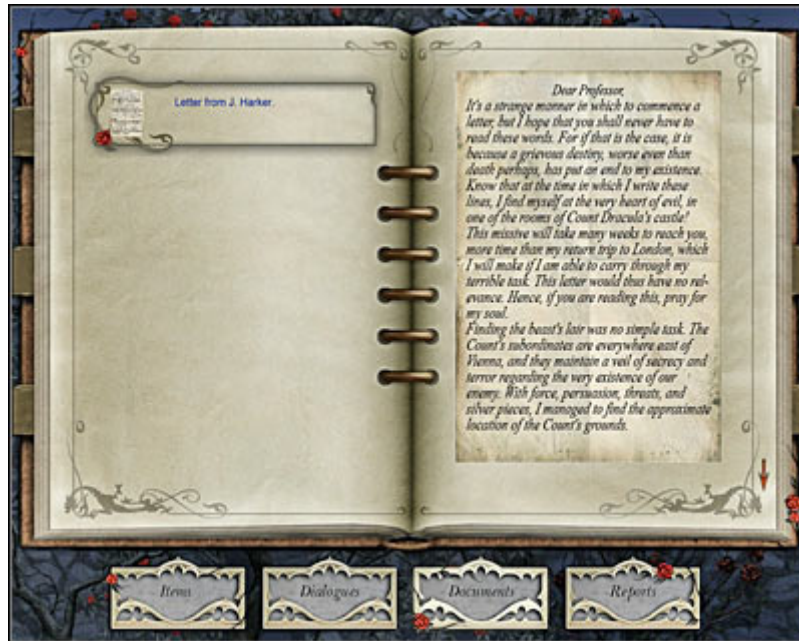 Letter from J. Harker.
Dear Professor,
It's a strange manner in which to commence a
letter, but I hope that you shall never have to
read these words. For if that is the case, it is
because a grievous destiny, worse even than
death perhaps, has put an end to my existence.
Know that at the time in which I write these
lines, I find myself at the very heart of evil, in
one of the rooms of Count Dracula's castle!
This missive will take many weeks to reach you,
more time than my return trip to London, which
I will make if I am able to carry through my
terrible task. This letter would thus have no rel-
evance. Hence, if you are reading this, pray for
my soul.
Finding the beast's lair was no simple task. The
Count's subordinates are everywhere east of
Vienna, and they maintain a veil of secrecy and
terror regarding the very existence of our
enemy. With force, persuasion, threats, and
silver pieces, I managed to find the approximate
location of the Count's grounds.
Items
Dialogues
Documents
Reports